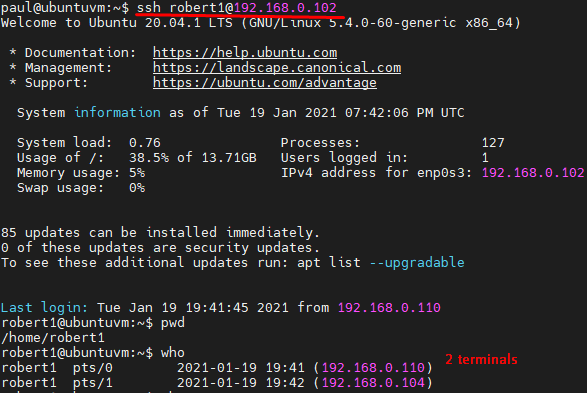 paul@ubuntuvm:~$ ssh robert1@192.168.0.102
Welcome to Ubuntu 20.04.1 LTS (GNU/Linux 5.4.0-60-generic x86_64)
* Documentation:  https://help.ubuntu.com
* Management:     https://landscape.canonical.com
* Support:        https://ubuntu.com/advantage
System information as of Tue 19 Jan 2021 07:42:06 PM UTC
System load:  0.76               Processes:               127
Usage of /:   38.5% of 13.71GB   Users logged in:         1
Memory usage: 5%                 IPv4 address for enp0s3: 192.168.0.102
Swap usage:   0%
85 updates can be installed immediately.
0 of these updates are security updates.
To see these additional updates run: apt list --upgradable
Last login: Tue Jan 19 19:41:45 2021 from 192.168.0.110
robert1@ubuntuvm:~$ pwd
/home/robert1
robert1@ubuntuvm:~$ who
robert1  pts/0        2021-01-19 19:41 (192.168.0.110)
2 terminals
robert1  pts/1        2021-01-19 19:42 (192.168.0.104)